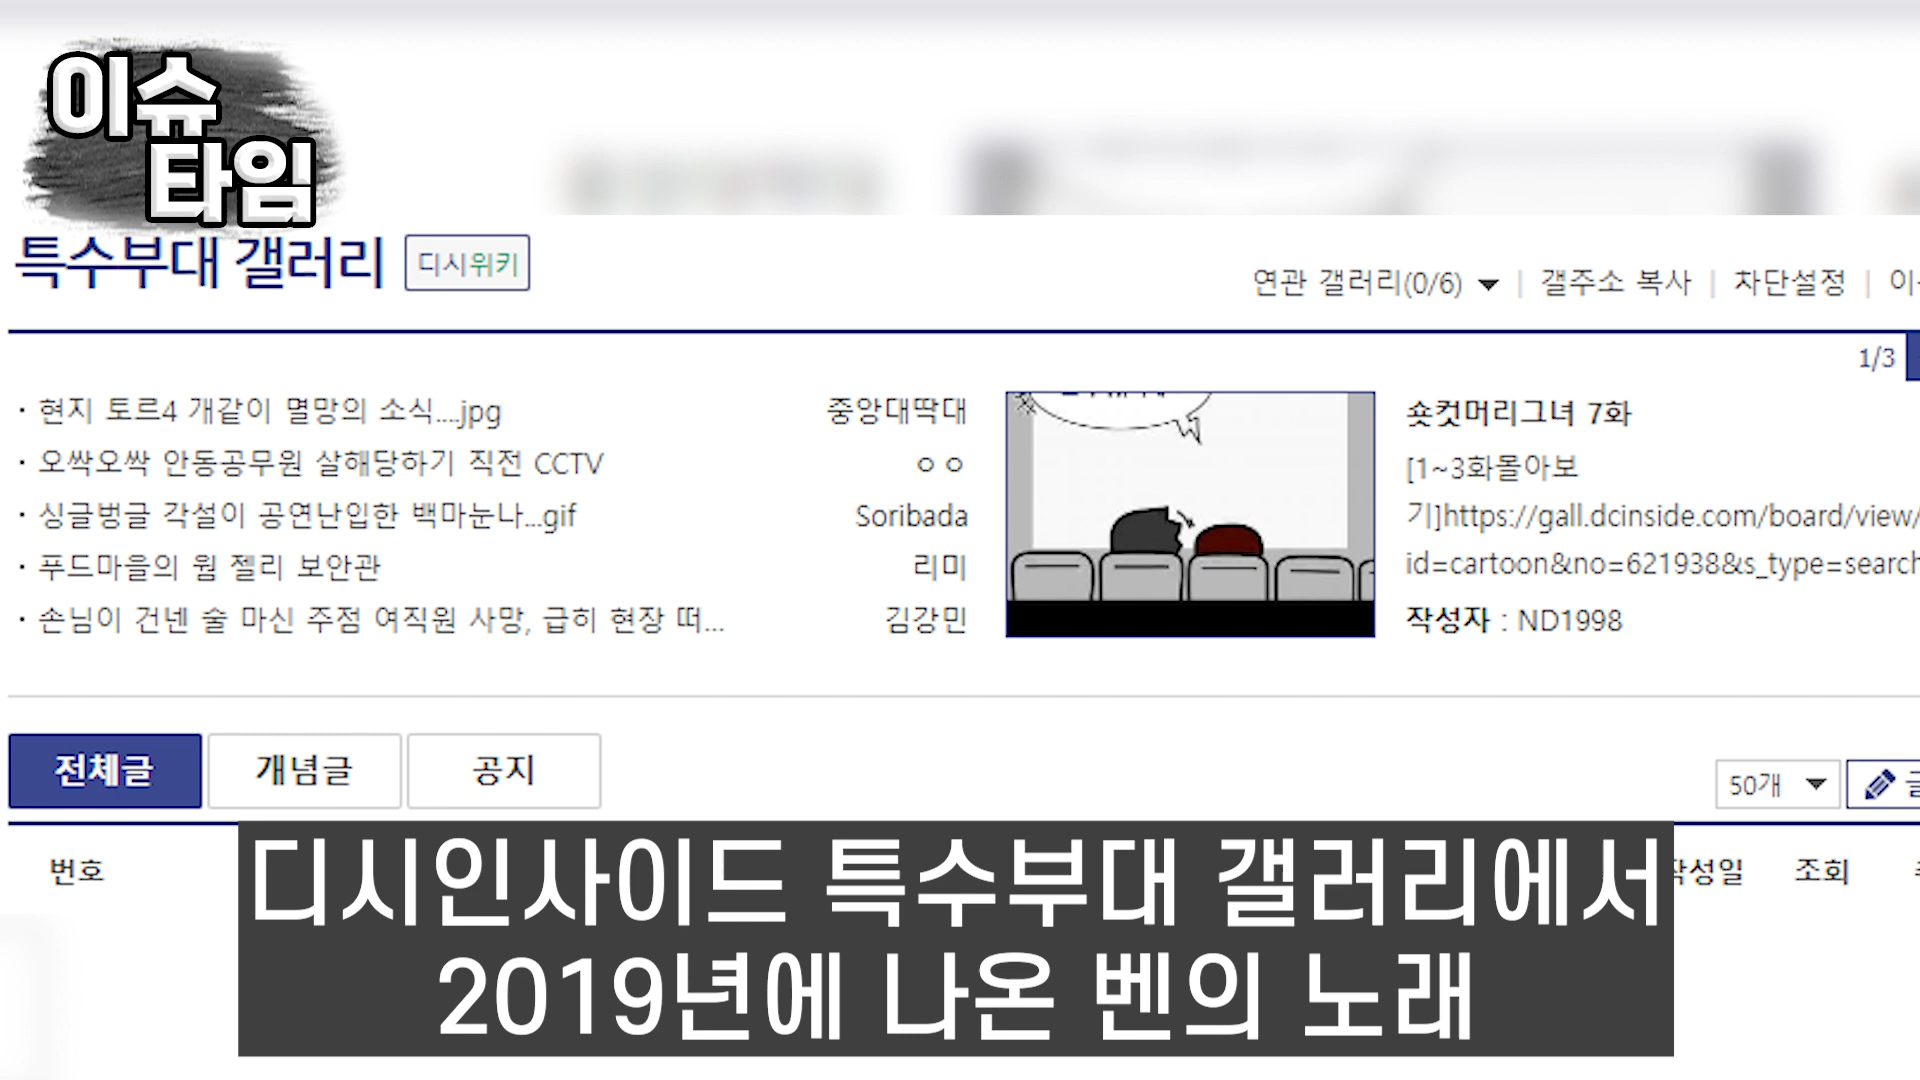 이슈
타임
특수부대 갤러리 디시위키
연관 갤러리(0/6) | 갤주소 복사 | 차단설정 |
1/3
· 현지 토르4 개같이 멸망의 소식....jpg 중앙대딱대
· 오싹오싹 안동공무원 살해당하기 직전 CCTV ㅇㅇ
· 싱글벙글 각설이 공연난입한 백마눈나...gif Soribada
· 푸드마을의 웜 젤리 보안관 리미
· 손님이 건넨 술 마신 주점 여직원 사망, 급히 현장 떠... 김강민
숏컷머리그녀 7화
[1~3화몰아보
기]https://gall.dcinside.com/board/view/
id=cartoon&no=621938&s_type=search
작성자 : ND1998
전체글 개념글 공지
50개
번호 작성일 조회
디시인사이드 특수부대 갤러리에서
2019년에 나온 벤의 노래